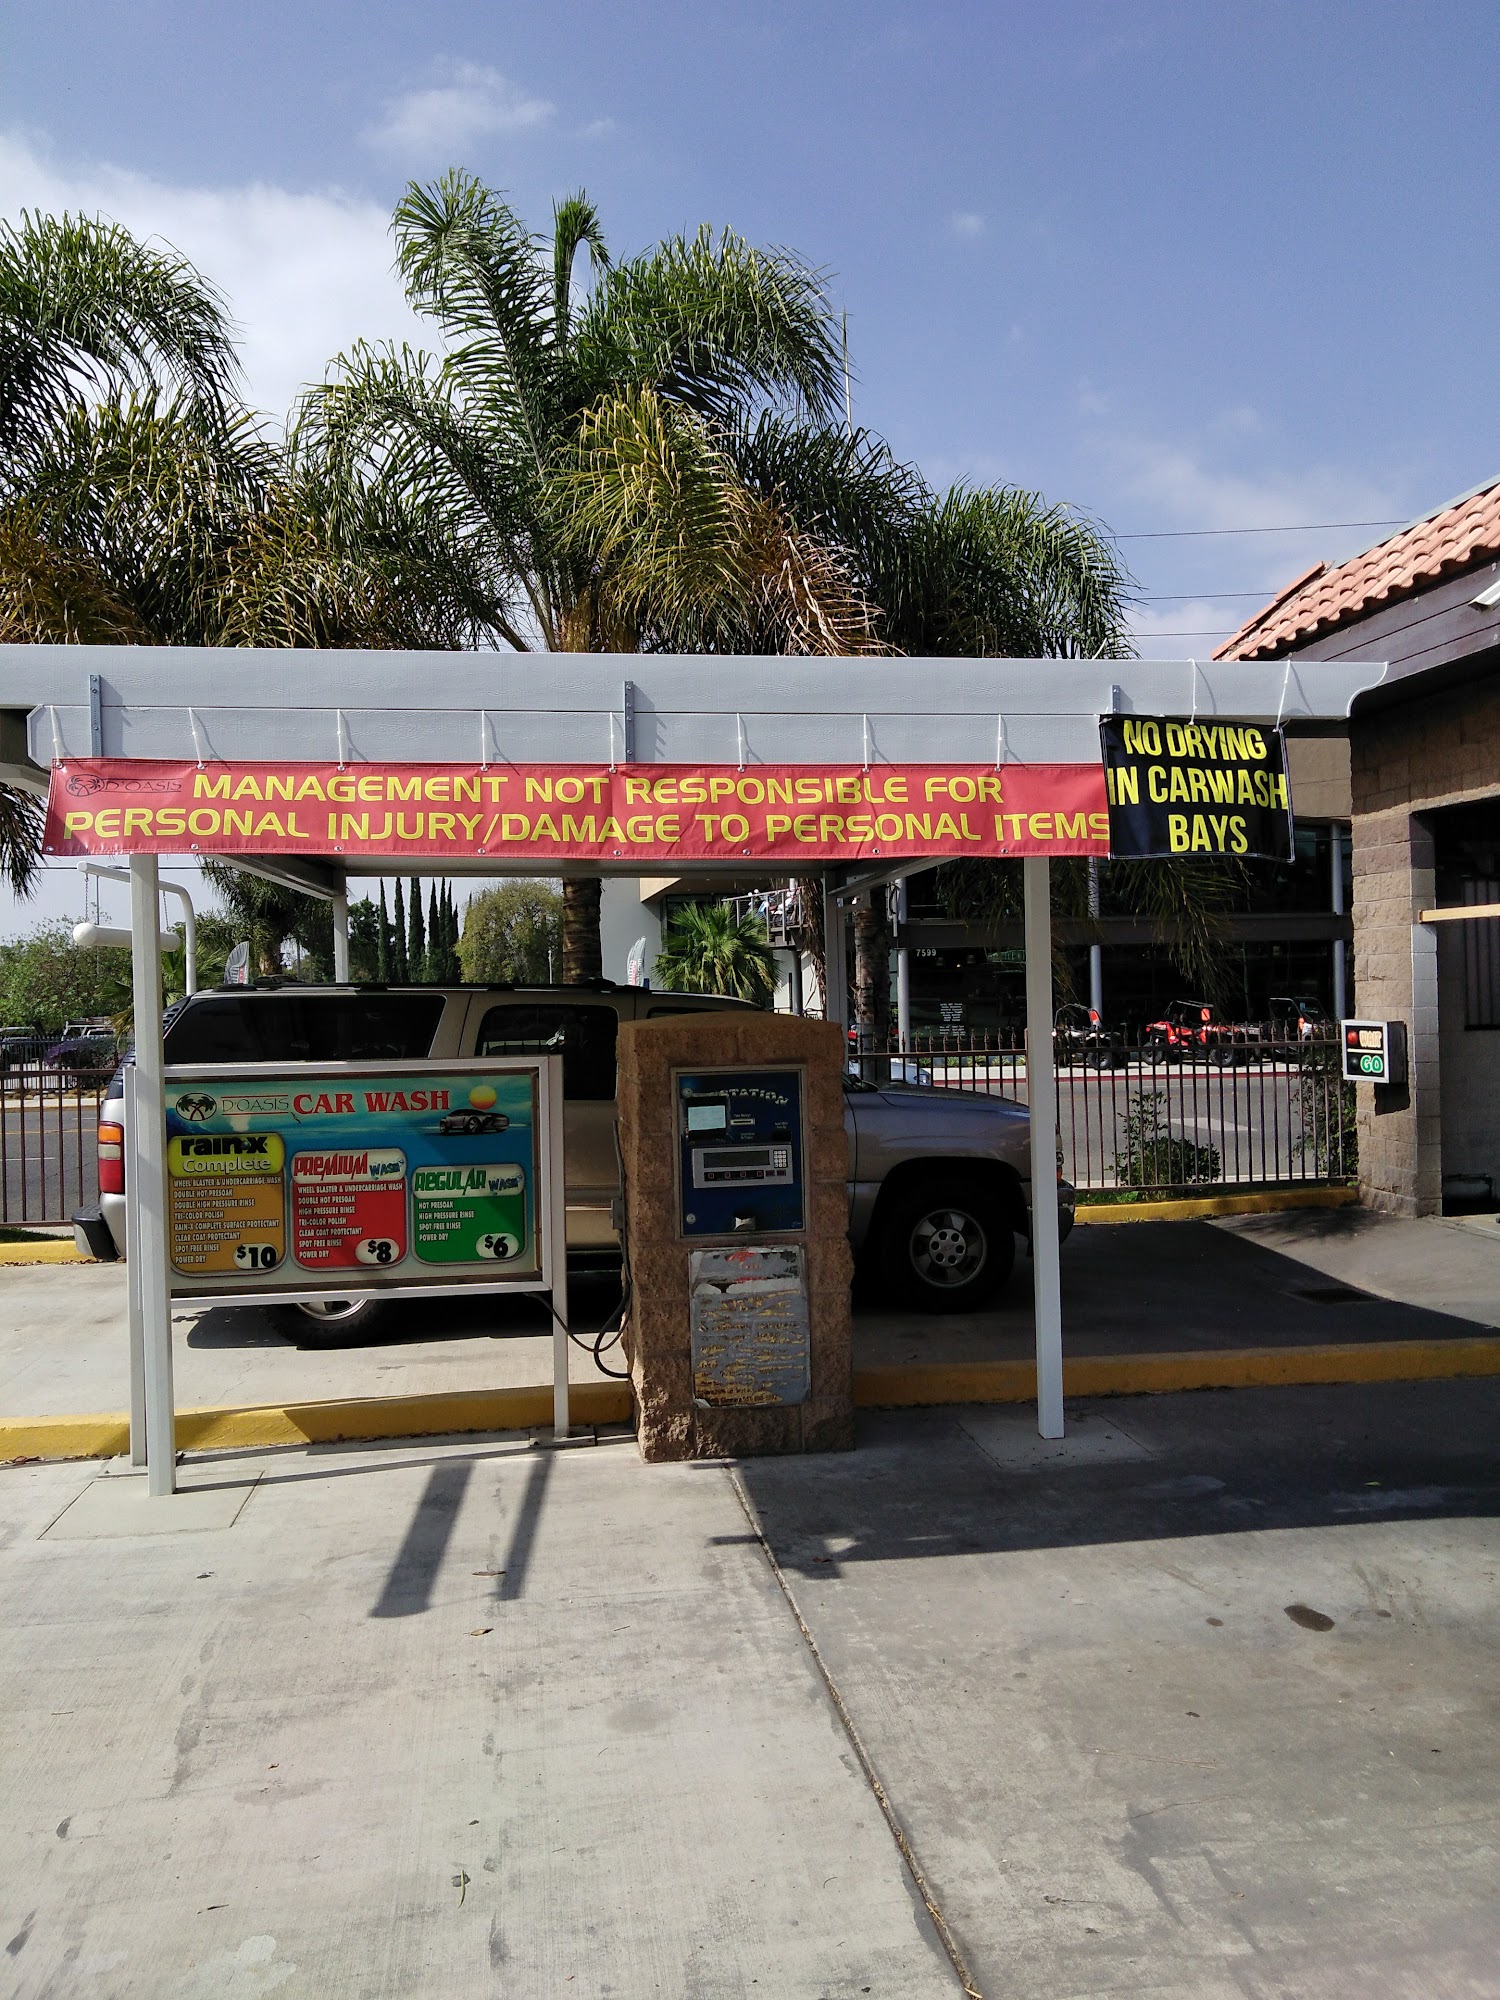 D'OASIS
MANAGEMENT NOT RESPONSIBLE FOR
PERSONAL INJURY/DAMAGE TO PERSONAL ITEMS
NO DRYING
IN CARWASH
BAYS
7599
GO
D'OASIS CAR WASH
rain-x
Complete
WHEEL BLASTER & UNDERCARRIAGE WASH
DOUBLE HOT PRESOAK
DOUBLE HIGH PRESSURE RINSE
TRI-COLOR POLISH
RAIN-X COMPLETE SURFACE PROTECTANT
CLEAR COAT PROTECTANT
SPOT FREE RINSE
POWER DRY
$10
PREMIUM WASH
WHEEL BLASTER & UNDERCARRIAGE WASH
DOUBLE HOT PRESOAK
HIGH PRESSURE RINSE
TRI-COLOR POLISH
CLEAR COAT PROTECTANT
SPOT FREE RINSE
POWER DRY
$8
REGULAR WASH
HOT PRESOAK
HIGH PRESSURE RINSE
SPOT FREE RINSE
POWER DRY
$6